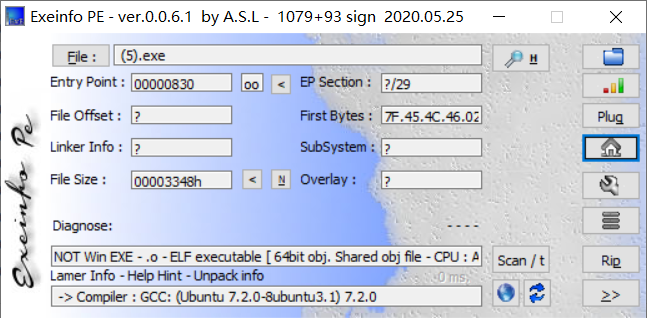 Exeinfo PE - ver.0.0.6.1 by A.S.L - 1079+93 sign 2020.05.25
File : (5).exe H
Entry Point : 00000830 oo < EP Section : ?/29
File Offset : ? First Bytes : 7F.45.4C.46.02 Plug
Linker Info : ? SubSystem : ?
File Size : 00003348h < N Overlay : ?
Diagnose: - - - -
NOT Win EXE - .o - ELF executable [ 64bit obj. Shared obj file - CPU : A Scan / t Rip
Lamer Info - Help Hint - Unpack info 0 ms.
-> Compiler : GCC: (Ubuntu 7.2.0-8ubuntu3.1) 7.2.0 >>
Exeinfo Pe